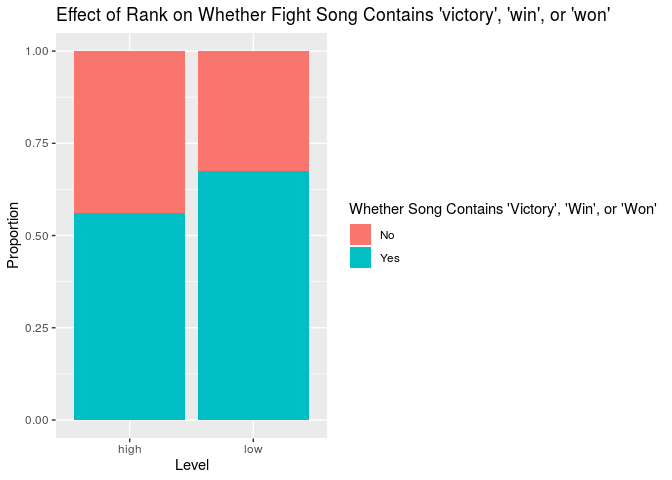 Effect of Rank on Whether Fight Song Contains 'victory', 'win', or 'won'
1.00
0.75
0.50
0.25
0.00
Proportion
high
low
Level
Whether Song Contains 'Victory', 'Win', or 'Won'
No
Yes